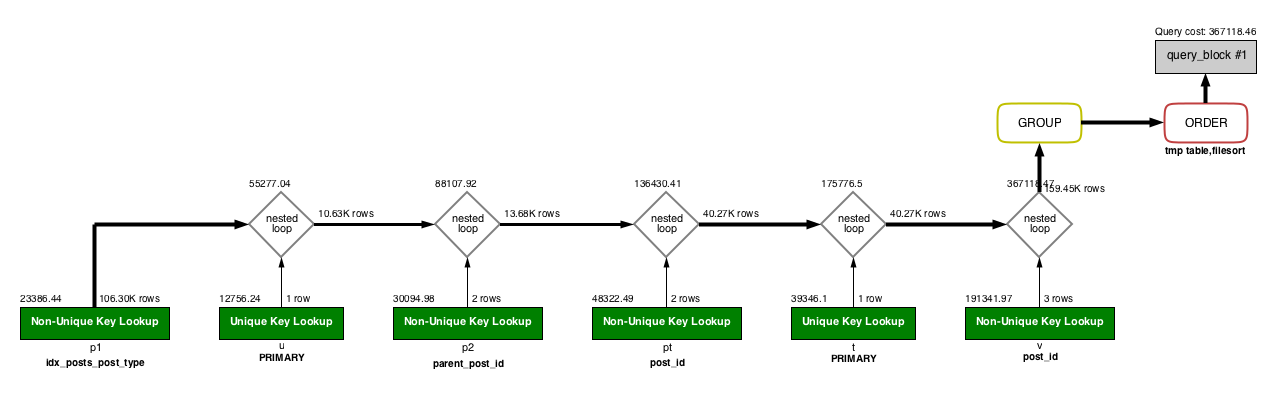 Query cost: 367118.46
query_block #1
GROUP
ORDER
tmp table,filesort
55277.04
88107.92
136430.41
175776.5
367118.47
159.45K rows
nested
loop
10.63K rows
nested
loop
13.68K rows
nested
loop
40.27K rows
nested
loop
40.27K rows
nested
loop
23386.44
106.30K rows
12756.24
1 row
30094.98
2 rows
48322.49
2 rows
39346.1
1 row
191341.97
3 rows
Non-Unique Key Lookup
Unique Key Lookup
Non-Unique Key Lookup
Non-Unique Key Lookup
Unique Key Lookup
Non-Unique Key Lookup
p1
u
p2
pt
t
v
idx_posts_post_type
PRIMARY
parent_post_id
post_id
PRIMARY
post_id